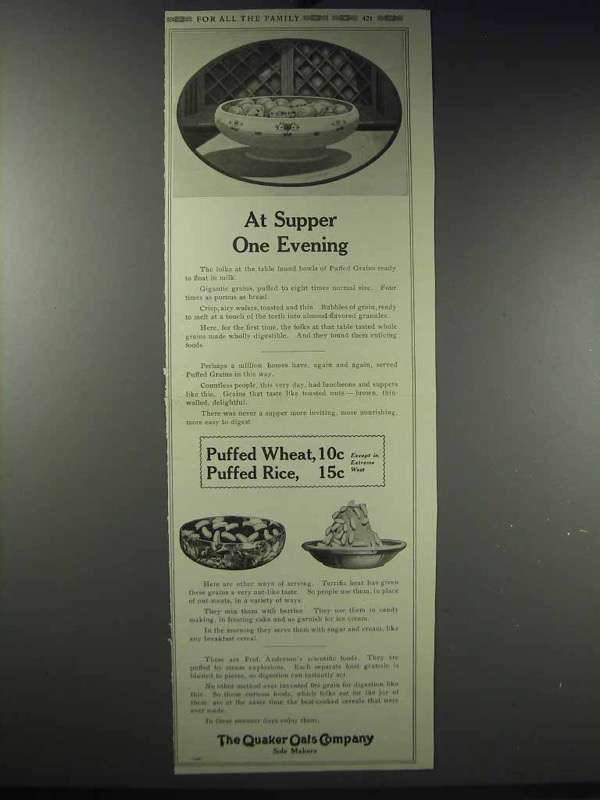 FOR ALL THE FAMILY 421
At Supper
One Evening
The folks at the table found bowls of Puffed Grains ready
to float in milk.
Gigantic grains, puffed to eight times normal size. Four
times as porous as bread.
Crisp, airy wafers, toasted and thin. Bubbles of grain, ready
to melt at a touch of the teeth into almond-flavored granules.
Here, for the first time, the folks at that table tasted whole
grains made wholly digestible. And they found them enticing
foods.
Perhaps a million homes have, again and again, served
Puffed Grains in this way.
Countless people, this very day, had luncheons and suppers
like this. Grains that taste like toasted nuts—brown, thin-
walled, delightful.
There was never a supper more inviting, more nourishing,
more easy to digest
Puffed Wheat, 10c
Puffed Rice, 15c
Except in
Extreme
West
Here are other ways of serving. Terrific heat has given
these grains a very nut-like taste. So people use them, in place
of nut-meats, in a variety of ways.
They mix them with berries. They use them in candy
making, in frosting cake and as garnish for ice cream.
In the morning they serve them with sugar and cream, like
any breakfast cereal.
These are Prof. Anderson's scientific foods. They are
puffed by steam explosions. Each separate food granule is
blasted to pieces, so digestion can instantly act.
No other method ever invented fits grain for digestion like
this. So these curious foods, which folks eat for the joy of
them, are at the same time the best-cooked cereals that were
ever made.
In these summer days enjoy them.
The Quaker Oats Company
Sole Makers